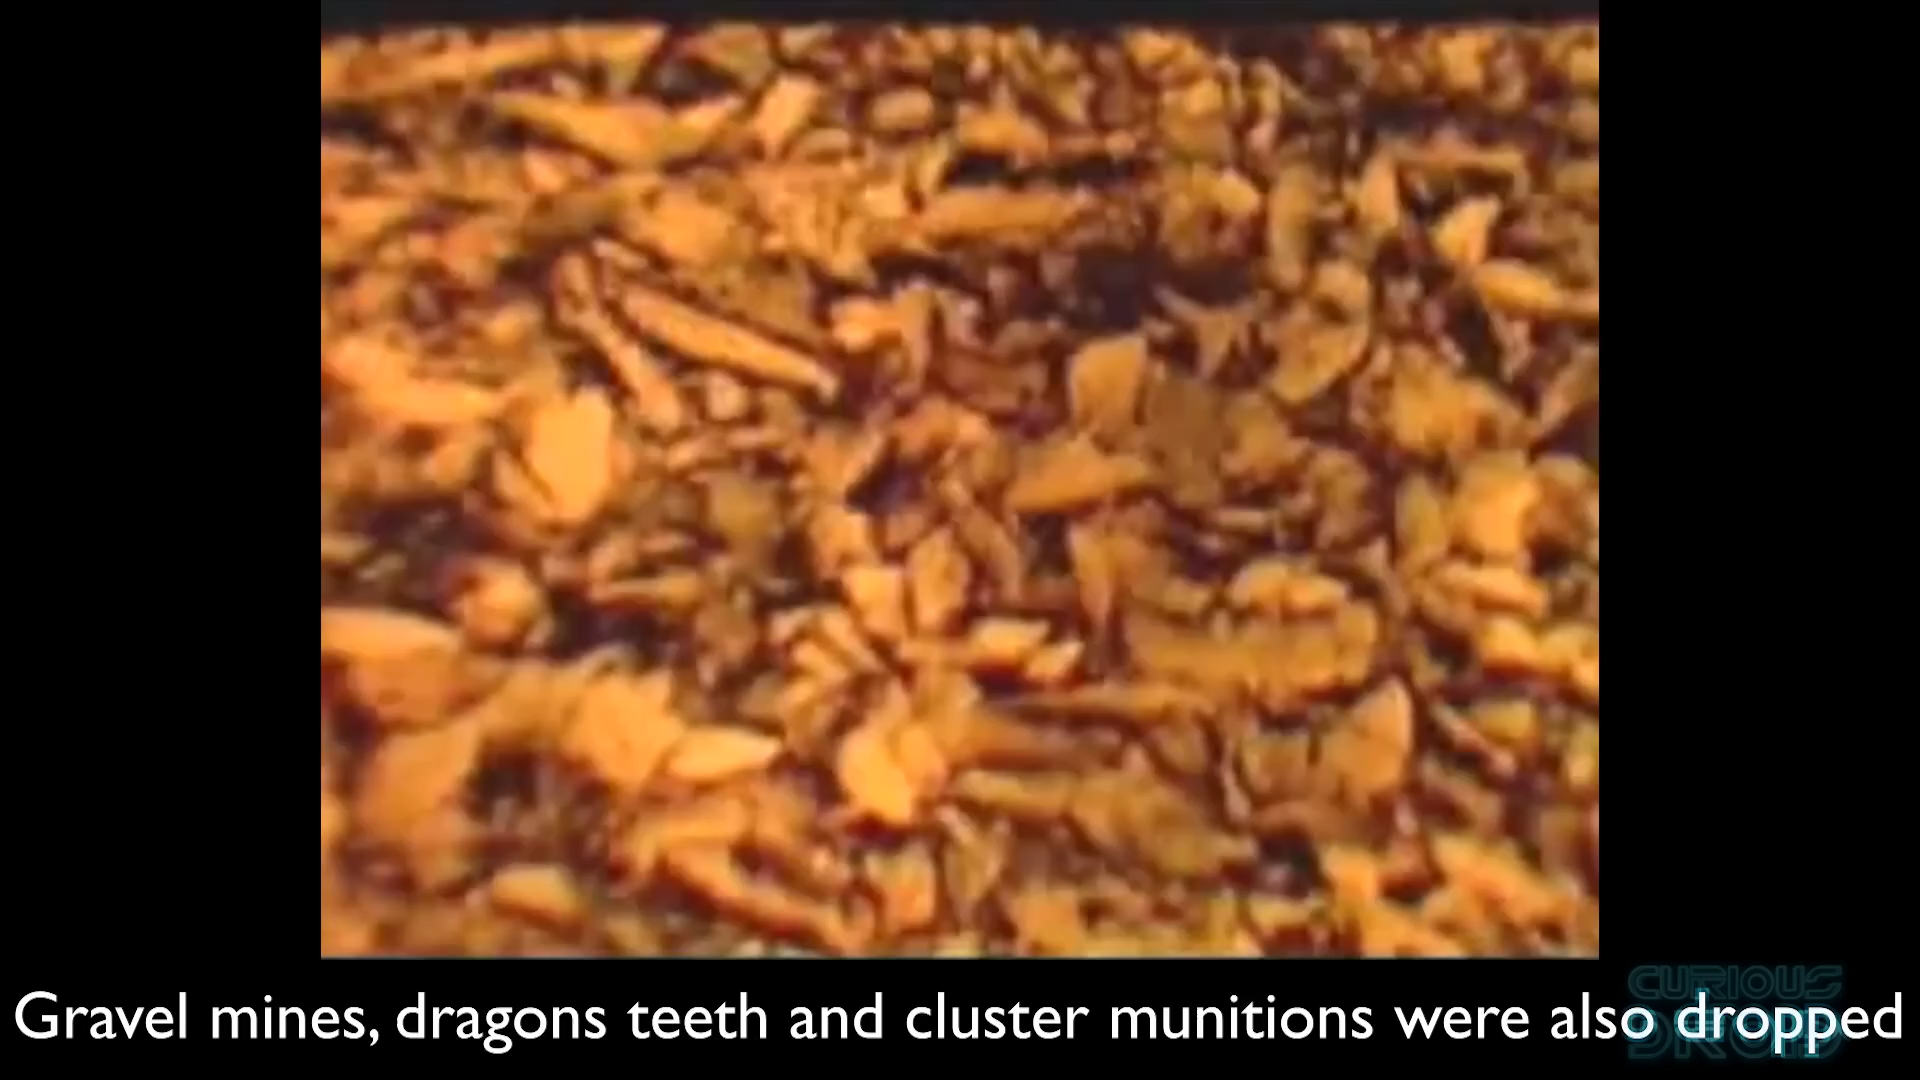 Gravel mines, dragons teeth and cluster munitions were also dropped
CURIOUS
DROID